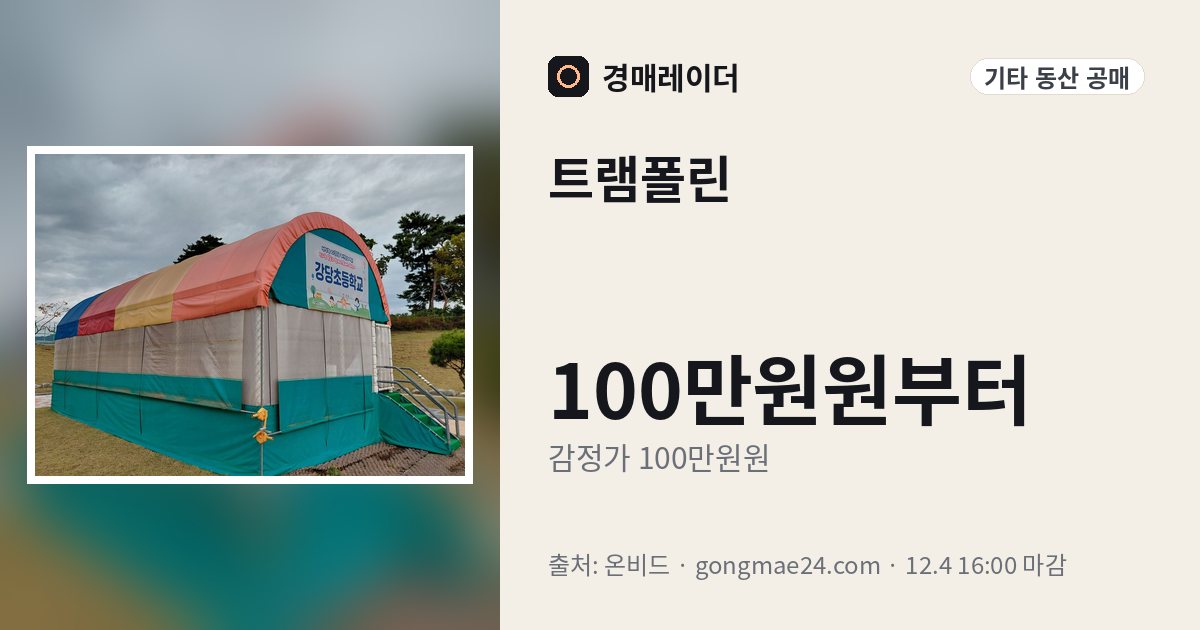 경매레이더
기타 동산 공매
트램폴린
강당초등학교
100만원원부터
감정가 100만원원
출처: 온비드 · gongmae24.com · 12.4 16:00 마감